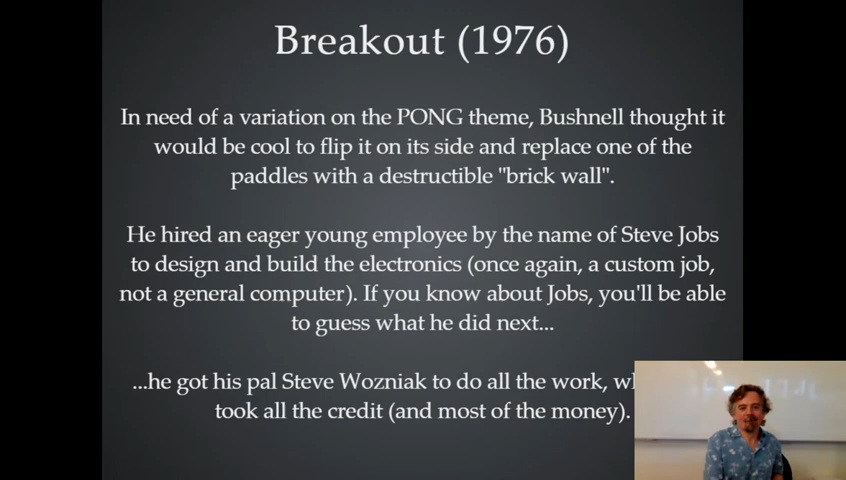 Breakout (1976)
In need of a variation on the PONG theme, Bushnell thought it
would be cool to flip it on its side and replace one of the
paddles with a destructible "brick wall".
He hired an eager young employee by the name of Steve Jobs
to design and build the electronics (once again, a custom job,
not a general computer). If you know about Jobs, you'll be able
to guess what he did next...
...he got his pal Steve Wozniak to do all the work,
took all the credit (and most of the money).